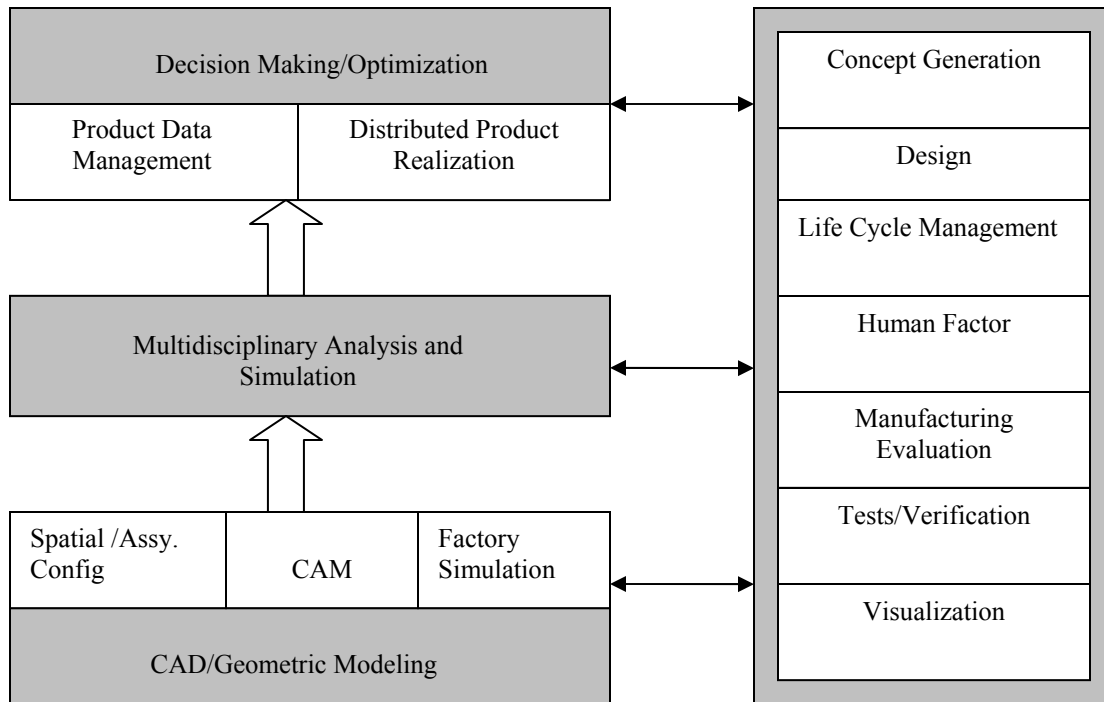 Decision Making/Optimization
Product Data
Management
Distributed Product
Realization
Multidisciplinary Analysis and
Simulation
Spatial /Assy.
Config
CAM
Factory
Simulation
CAD/Geometric Modeling
Concept Generation
Design
Life Cycle Management
Human Factor
Manufacturing
Evaluation
Tests/Verification
Visualization